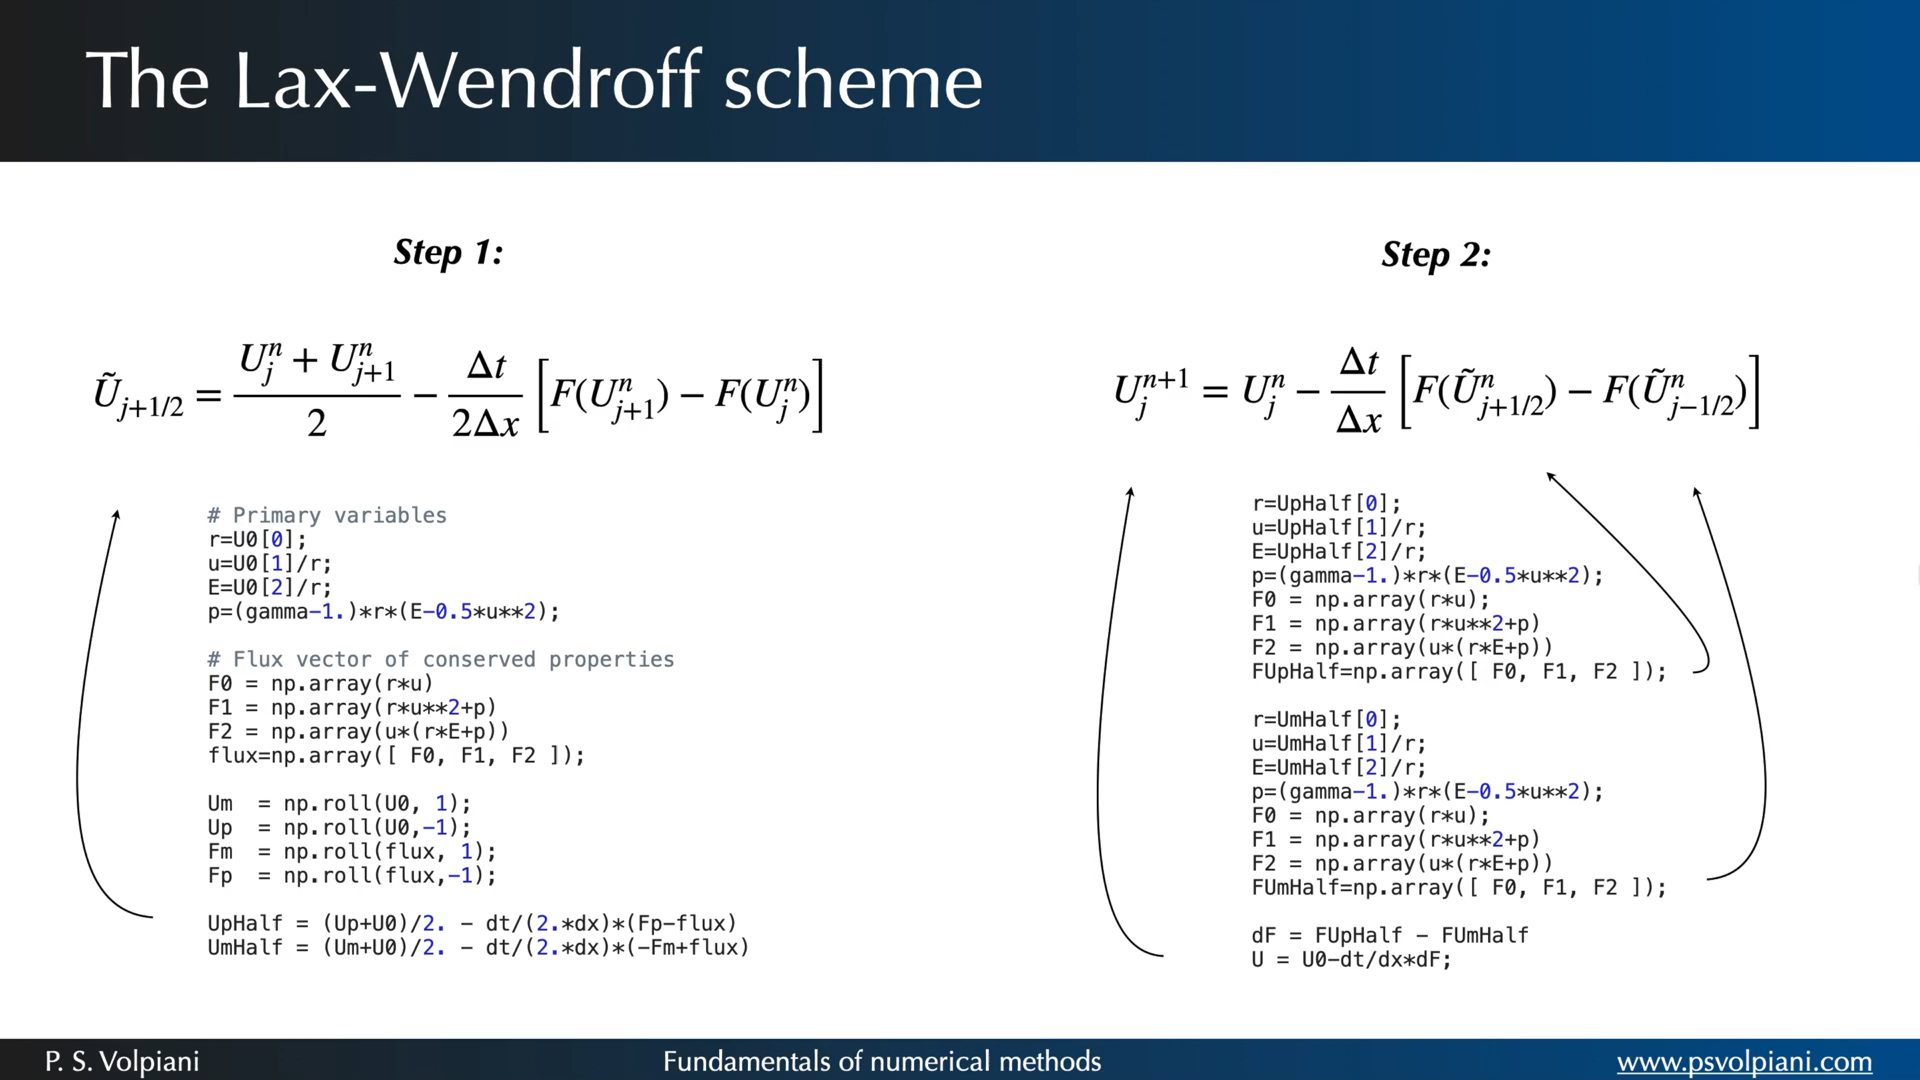 The Lax-Wendroff scheme
Step 1:
Ũ_{j+1/2} = \frac{U_j^n + U_{j+1}^n}{2} − \frac{Δt}{2Δx} [F(U_{j+1}^n) − F(U_j^n)]
# Primary variables
r=U0[0];
u=U0[1]/r;
E=U0[2]/r;
p=(gamma-1.)*r*(E-0.5*u**2);
# Flux vector of conserved properties
F0 = np.array(r*u)
F1 = np.array(r*u**2+p)
F2 = np.array(u*(r*E+p))
flux=np.array([ F0, F1, F2 ]);
Um  = np.roll(U0, 1);
Up  = np.roll(U0,-1);
Fm  = np.roll(flux, 1);
Fp  = np.roll(flux,-1);
UpHalf = (Up+U0)/2. - dt/(2.*dx)*(Fp-flux)
UmHalf = (Um+U0)/2. - dt/(2.*dx)*(-Fm+flux)
Step 2:
U_j^{n+1} = U_j^n − \frac{Δt}{Δx} [F(Ũ_{j+1/2}^n) − F(Ũ_{j−1/2}^n)]
r=UpHalf[0];
u=UpHalf[1]/r;
E=UpHalf[2]/r;
p=(gamma-1.)*r*(E-0.5*u**2);
F0 = np.array(r*u);
F1 = np.array(r*u**2+p)
F2 = np.array(u*(r*E+p))
FUpHalf=np.array([ F0, F1, F2 ]);
r=UmHalf[0];
u=UmHalf[1]/r;
E=UmHalf[2]/r;
p=(gamma-1.)*r*(E-0.5*u**2);
F0 = np.array(r*u);
F1 = np.array(r*u**2+p)
F2 = np.array(u*(r*E+p))
FUmHalf=np.array([ F0, F1, F2 ]);
dF = FUpHalf - FUmHalf
U = U0-dt/dx*dF;
P. S. Volpiani
Fundamentals of numerical methods
www.psvolpiani.com